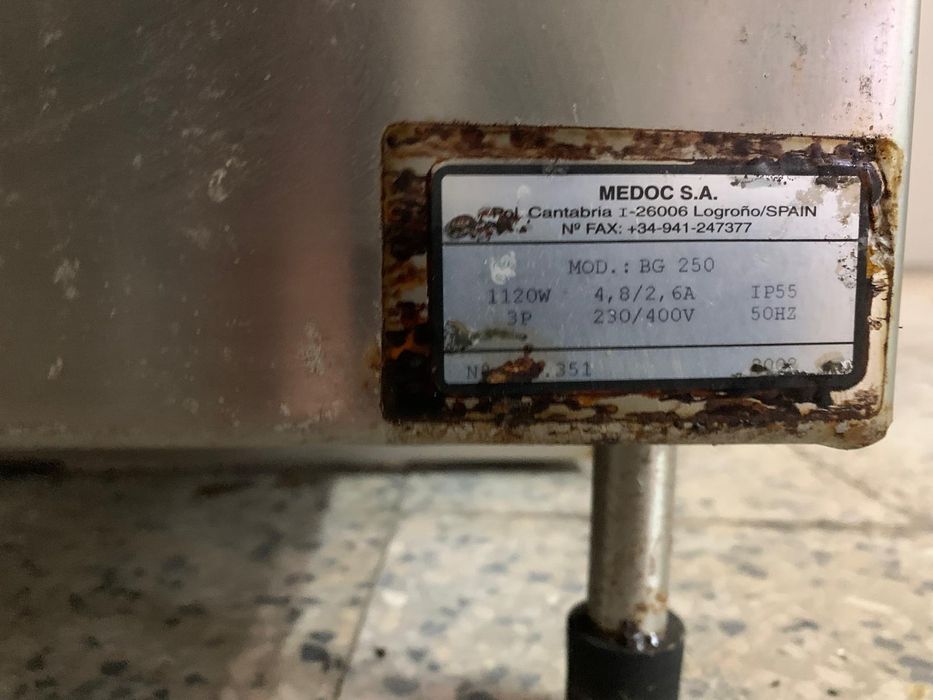 MEDOC S.A.
Pol. Cantabria I-26006 Logroño/SPAIN
Nº FAX: +34-941-247377
MOD.: BG 250
1120W 4,8/2,6A IP55
3P 230/400V 50HZ
.351